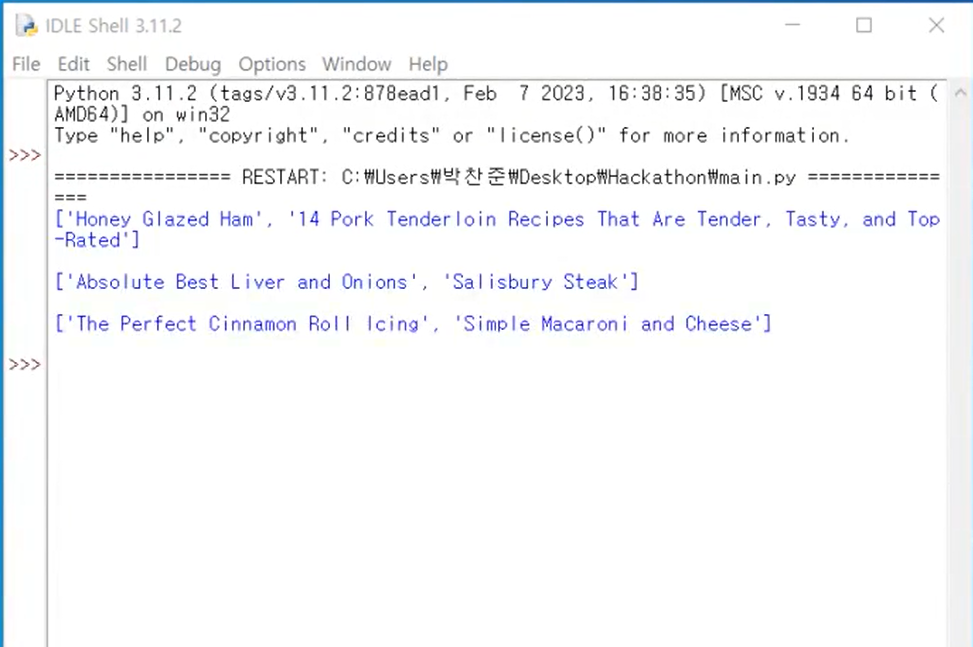 IDLE Shell 3.11.2
File Edit Shell Debug Options Window Help
Python 3.11.2 (tags/v3.11.2:878ead1, Feb  7 2023, 16:38:35) [MSC v.1934 64 bit (
AMD64)] on win32
Type "help", "copyright", "credits" or "license()" for more information.
>>>
================ RESTART: C:₩Users₩박찬준₩Desktop₩Hackathon₩main.py ============
===
['Honey Glazed Ham', '14 Pork Tenderloin Recipes That Are Tender, Tasty, and Top
-Rated']
['Absolute Best Liver and Onions', 'Salisbury Steak']
['The Perfect Cinnamon Roll Icing', 'Simple Macaroni and Cheese']
>>>